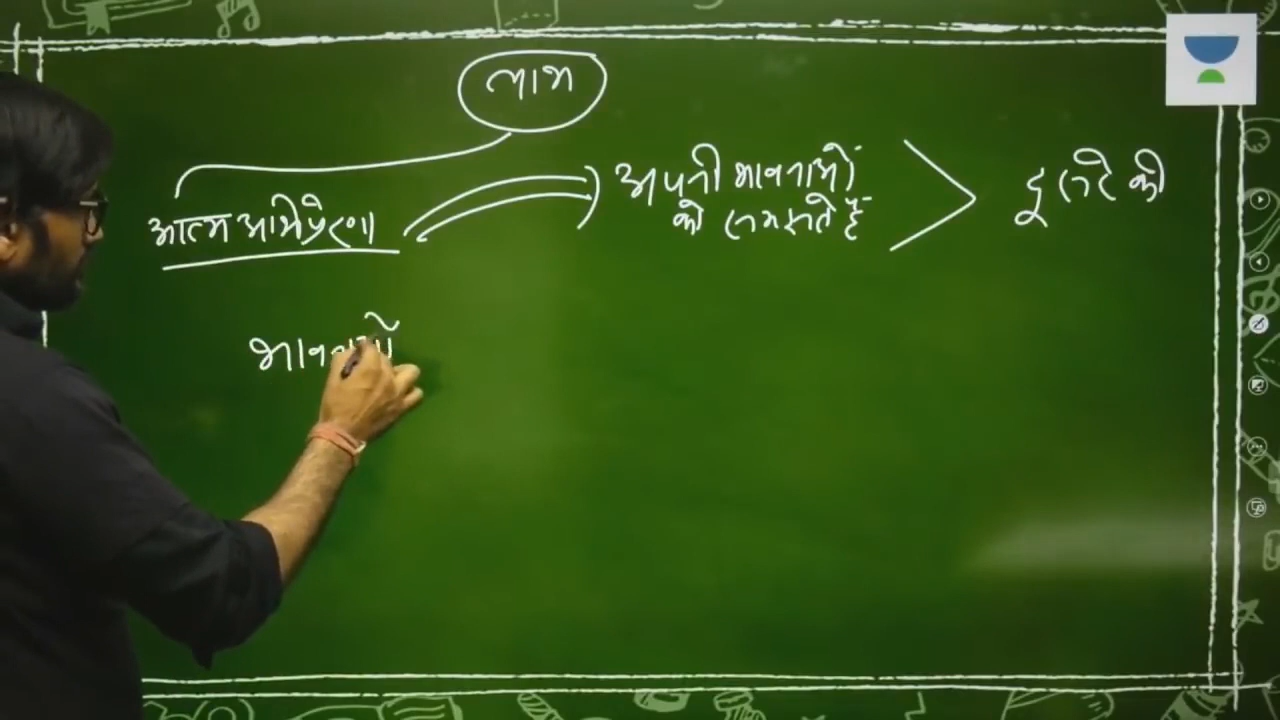 लाभ
आत्म अभिप्रेरणा
अपनी भावनाओं
को समझते हैं
दूसरे की
भावनाओं